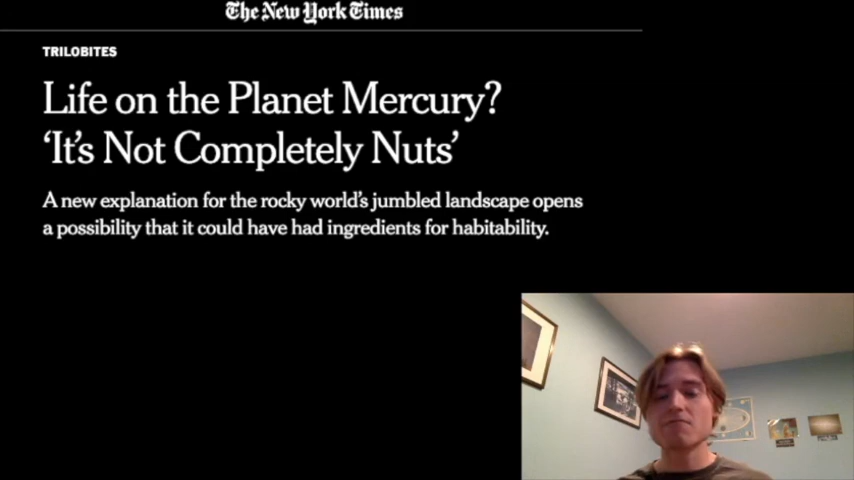 The New York Times
TRILOBITES
Life on the Planet Mercury?
‘It’s Not Completely Nuts’
A new explanation for the rocky world’s jumbled landscape opens
a possibility that it could have had ingredients for habitability.